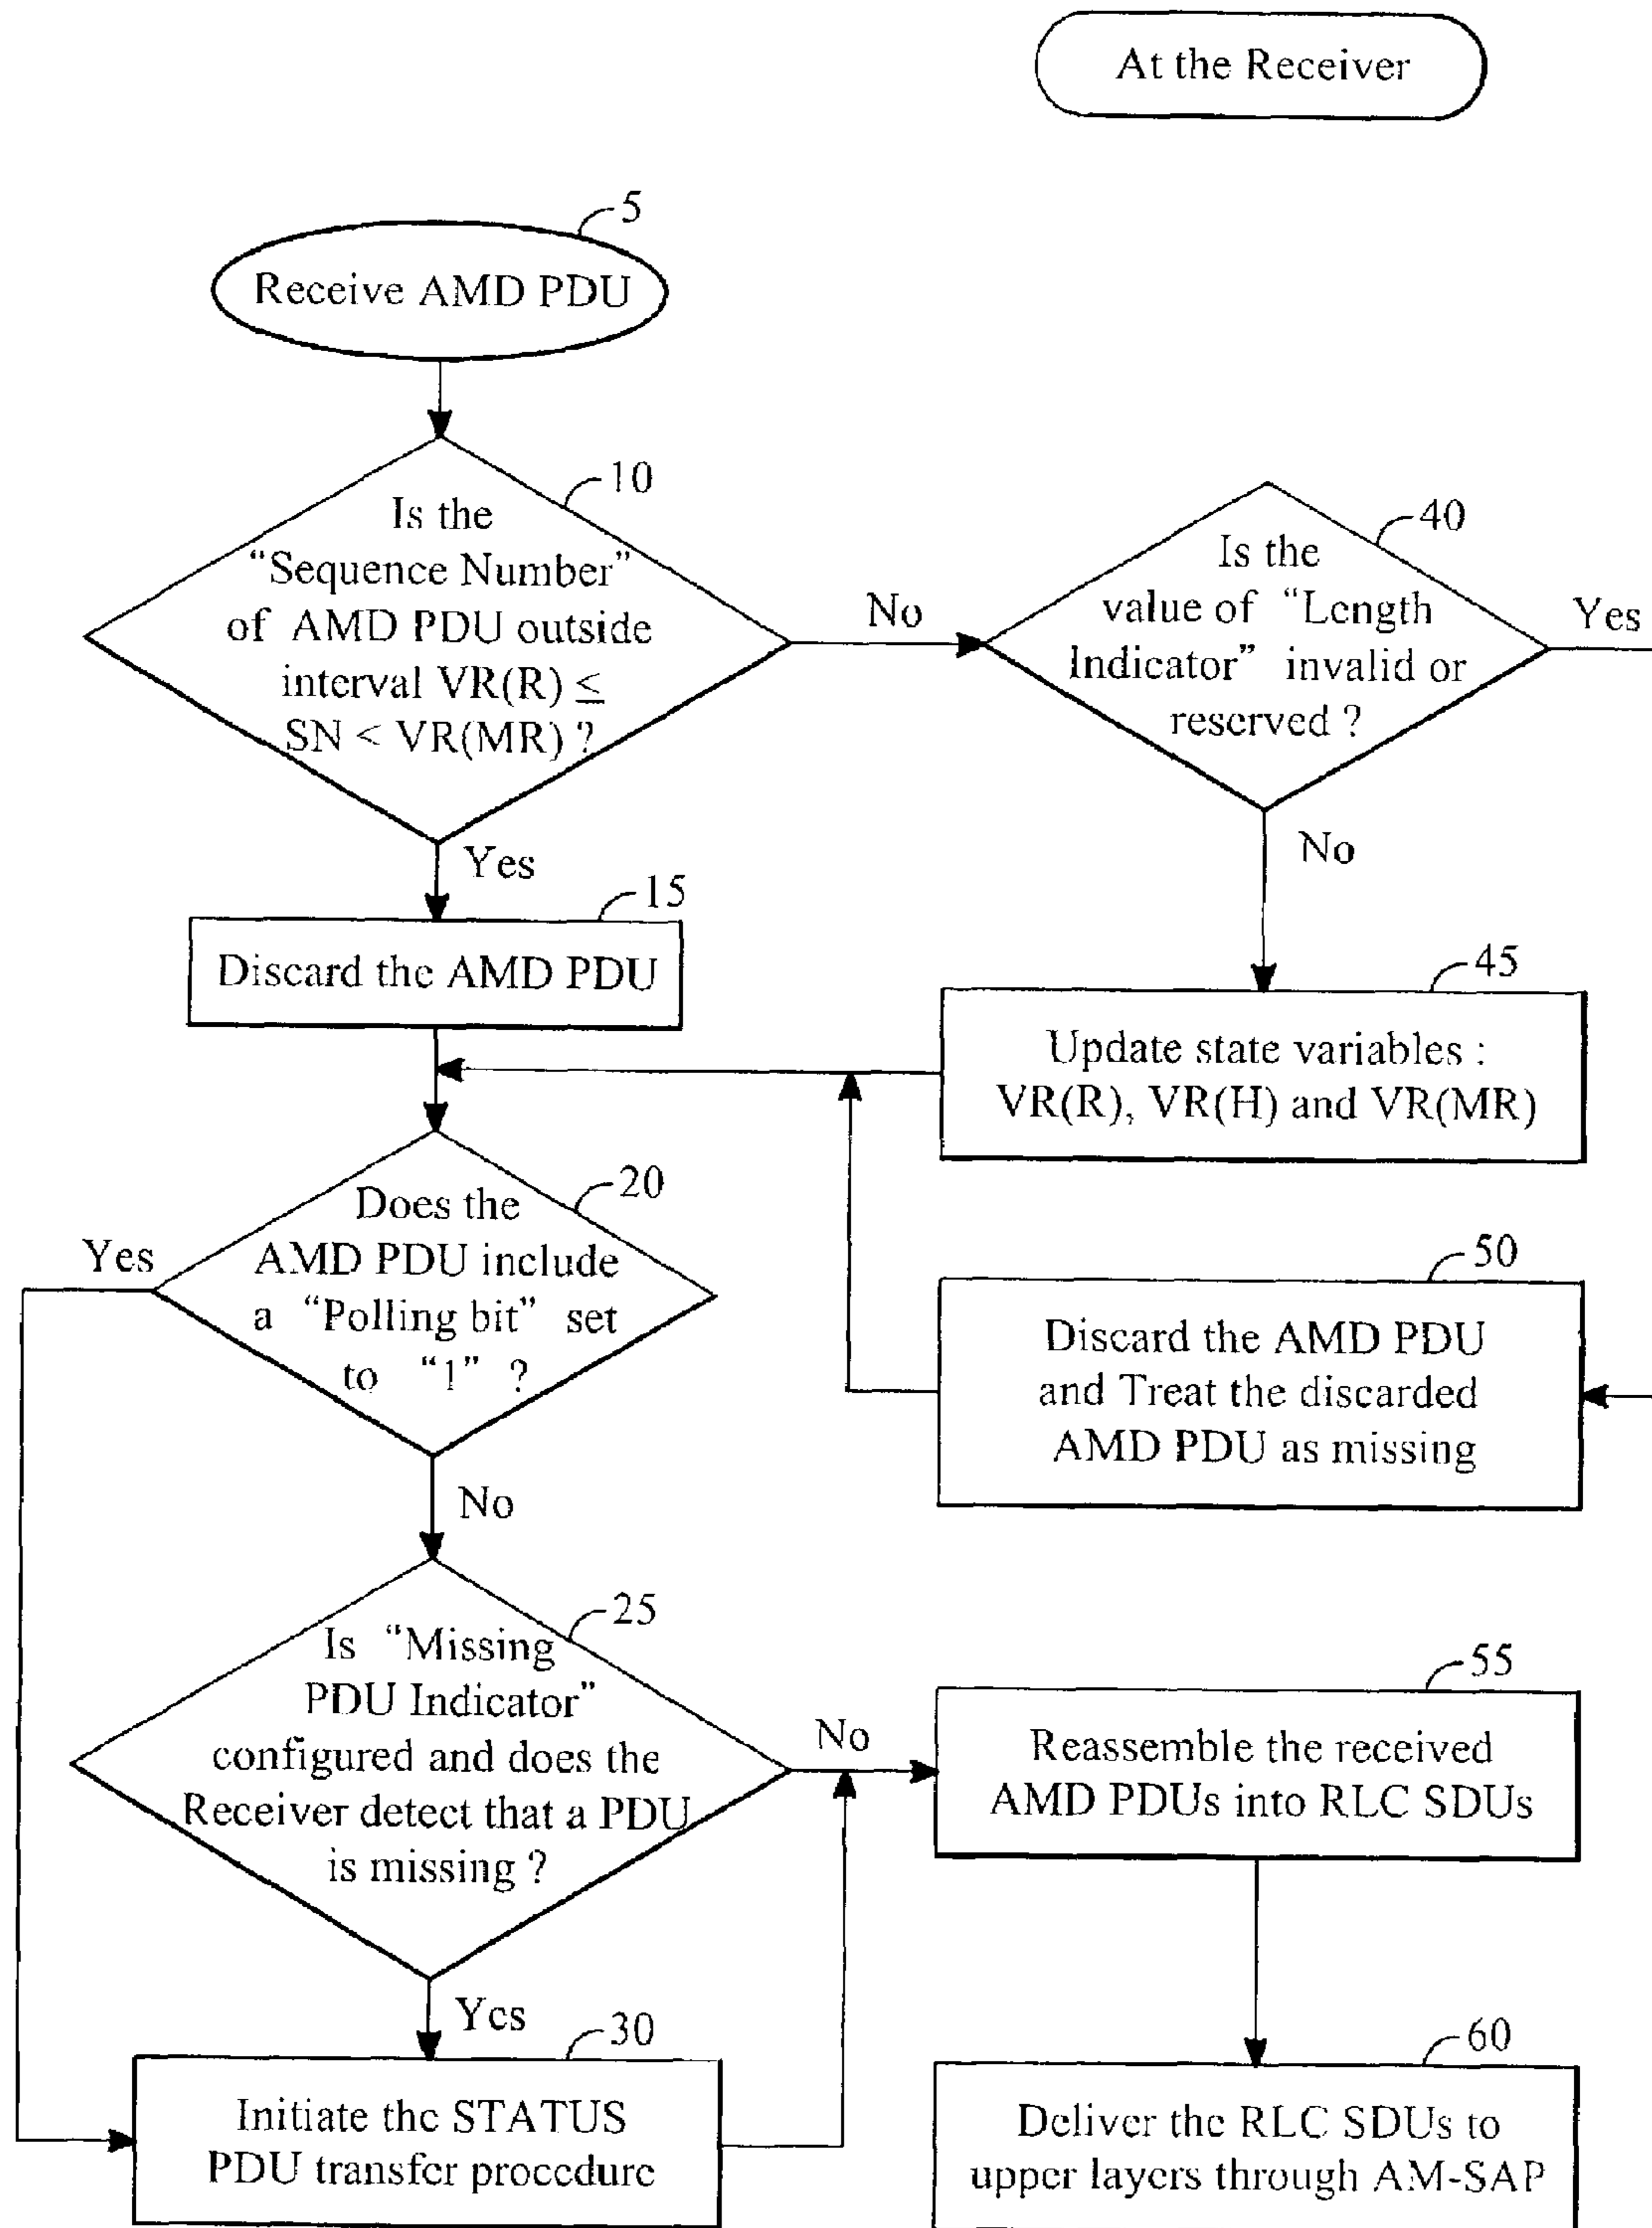 At the Receiver
5
Receive AMD PDU
10
Is the
“Sequence Number”
of AMD PDU outside
interval VR(R) ≤
SN < VR(MR) ?
No
Yes
40
Is the
value of “Length
Indicator” invalid or
reserved ?
Yes
No
15
Discard the AMD PDU
45
Update state variables :
VR(R), VR(H) and VR(MR)
20
Does the
AMD PDU include
a “Polling bit” set
to “1” ?
Yes
No
50
Discard the AMD PDU
and Treat the discarded
AMD PDU as missing
25
Is “Missing
PDU Indicator”
configured and does the
Receiver detect that a PDU
is missing ?
No
Yes
55
Reassemble the received
AMD PDUs into RLC SDUs
30
Initiate the STATUS
PDU transfer procedure
60
Deliver the RLC SDUs to
upper layers through AM-SAP